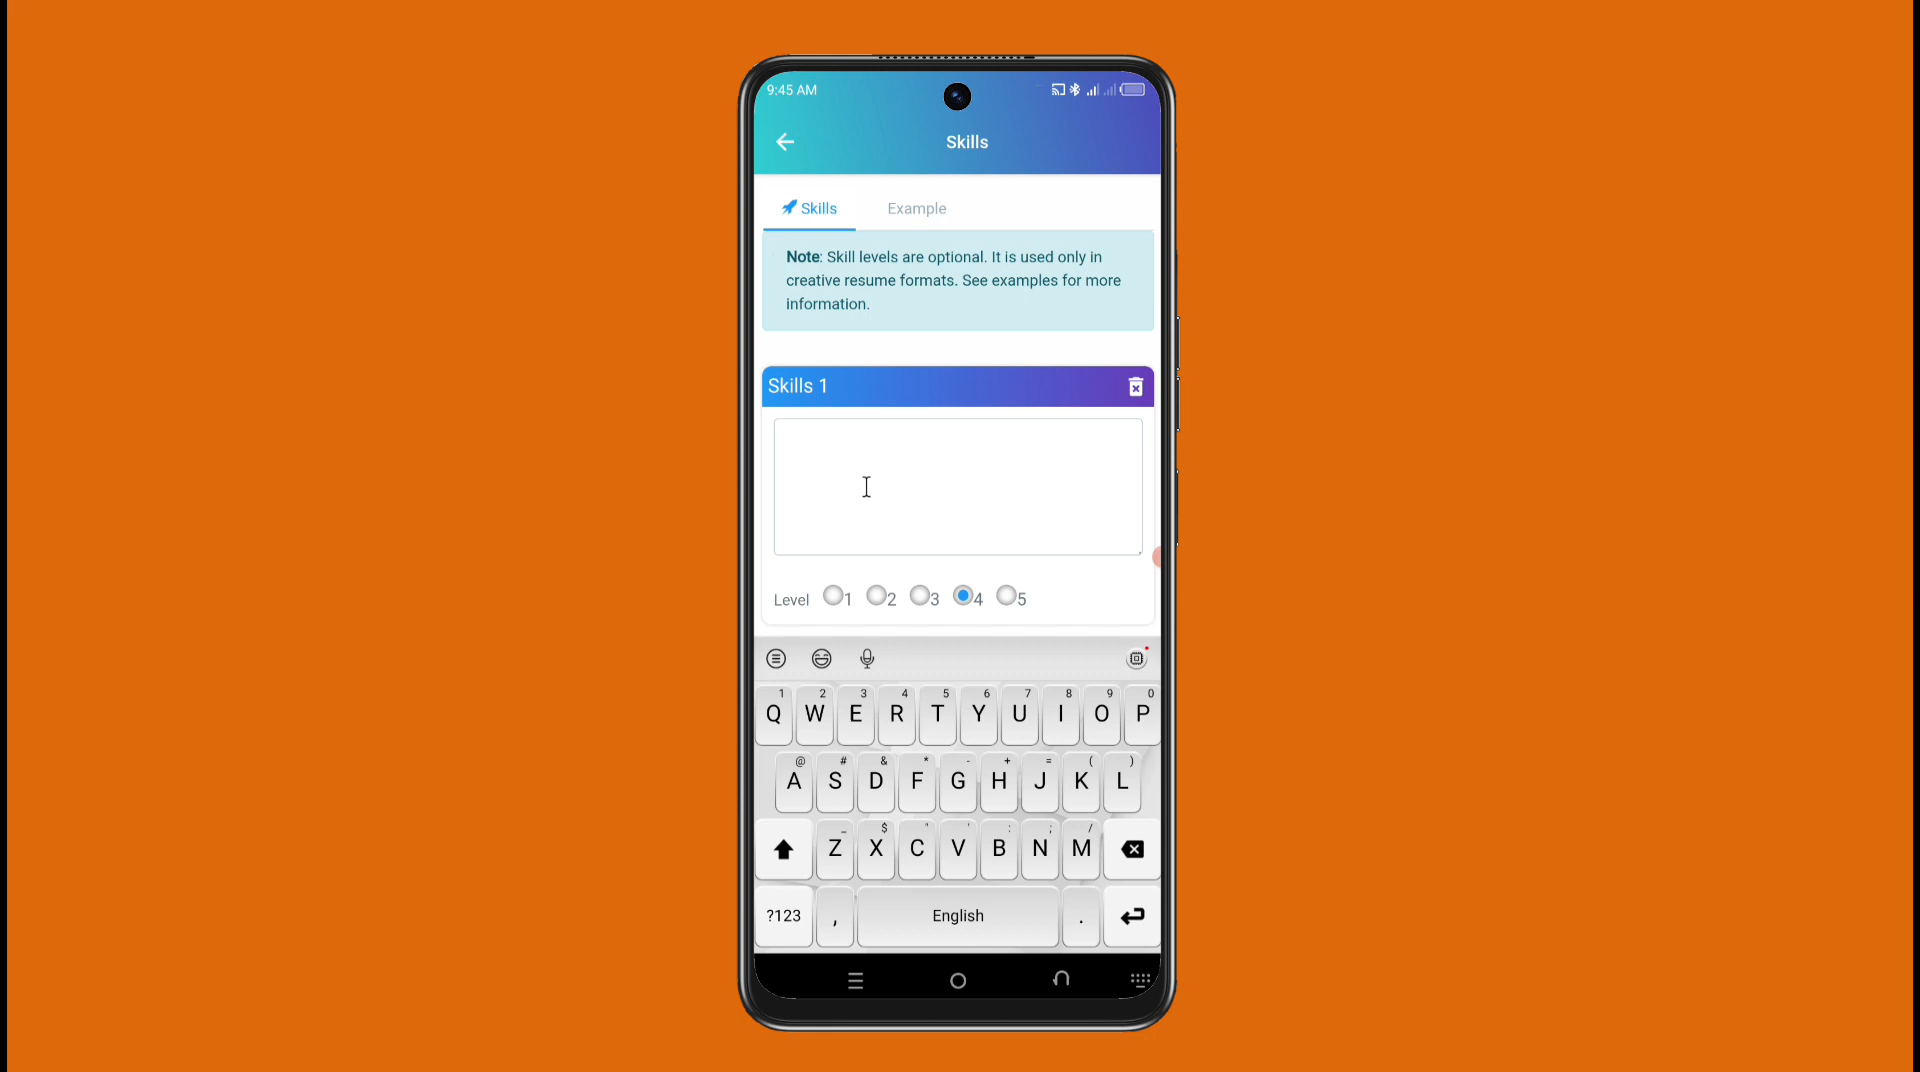 9:45 AM
Skills
Skills Example
Note: Skill levels are optional. It is used only in
creative resume formats. See examples for more
information.
Skills 1
Level 1 2 3 4 5
1 2 3 4 5 6 7 8 9 0
Q W E R T Y U I O P
@ # & * - + = ( )
A S D F G H J K L
_ $ " ' : ; /
Z X C V B N M
?123 , English .